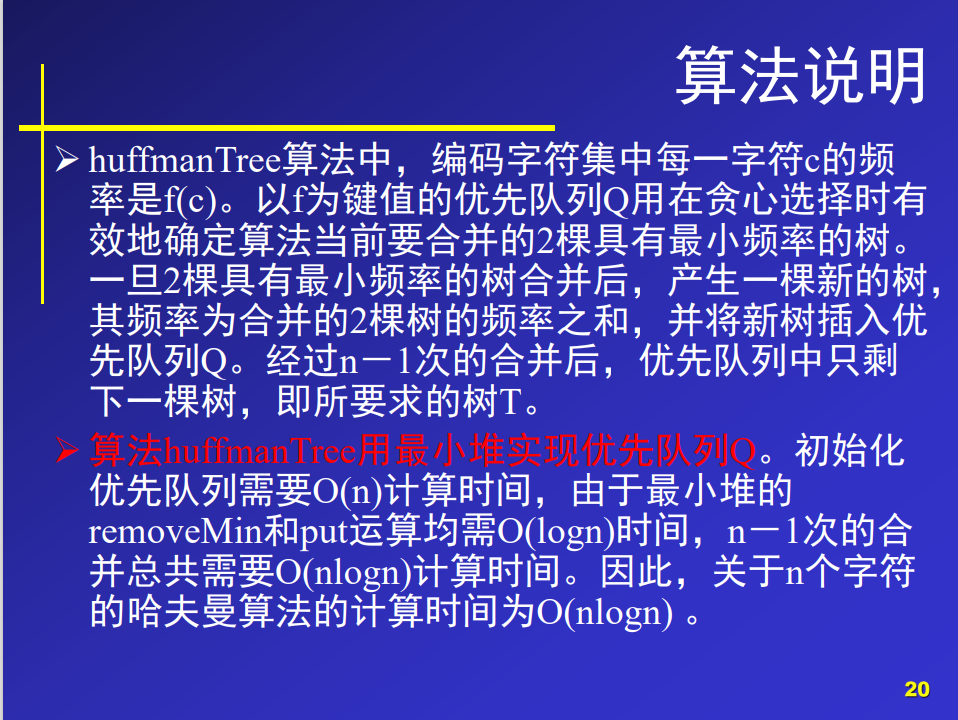 算法说明
huffmanTree算法中，编码字符集中每一字符c的频
率是f(c)。以f为键值的优先队列Q用在贪心选择时有
效地确定算法当前要合并的2棵具有最小频率的树。
一旦2棵具有最小频率的树合并后，产生一棵新的树，
其频率为合并的2棵树的频率之和，并将新树插入优
先队列Q。经过n－1次的合并后，优先队列中只剩
下一棵树，即所要求的树T。
算法huffmanTree用最小堆实现优先队列Q。初始化
优先队列需要O(n)计算时间，由于最小堆的
removeMin和put运算均需O(logn)时间，n－1次的合
并总共需要O(nlogn)计算时间。因此，关于n个字符
的哈夫曼算法的计算时间为O(nlogn) 。
20